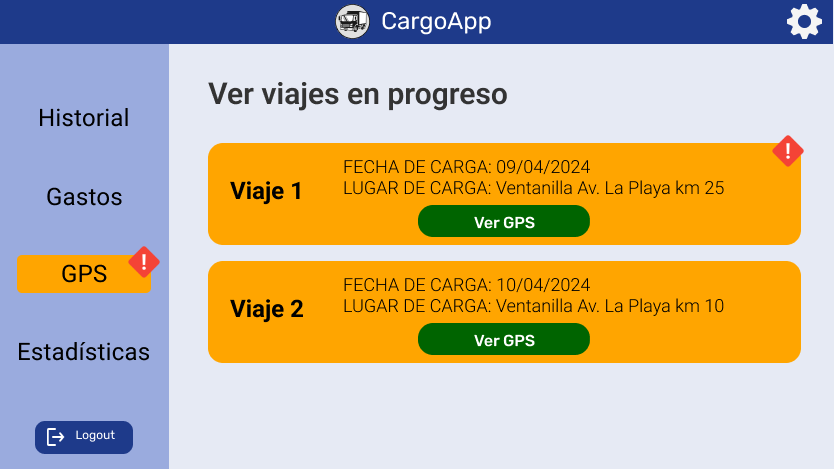 CargoApp
Historial
Gastos
GPS
!
Estadísticas
Logout
Ver viajes en progreso
!
Viaje 1
FECHA DE CARGA: 09/04/2024
LUGAR DE CARGA: Ventanilla Av. La Playa km 25
Ver GPS
Viaje 2
FECHA DE CARGA: 10/04/2024
LUGAR DE CARGA: Ventanilla Av. La Playa km 10
Ver GPS